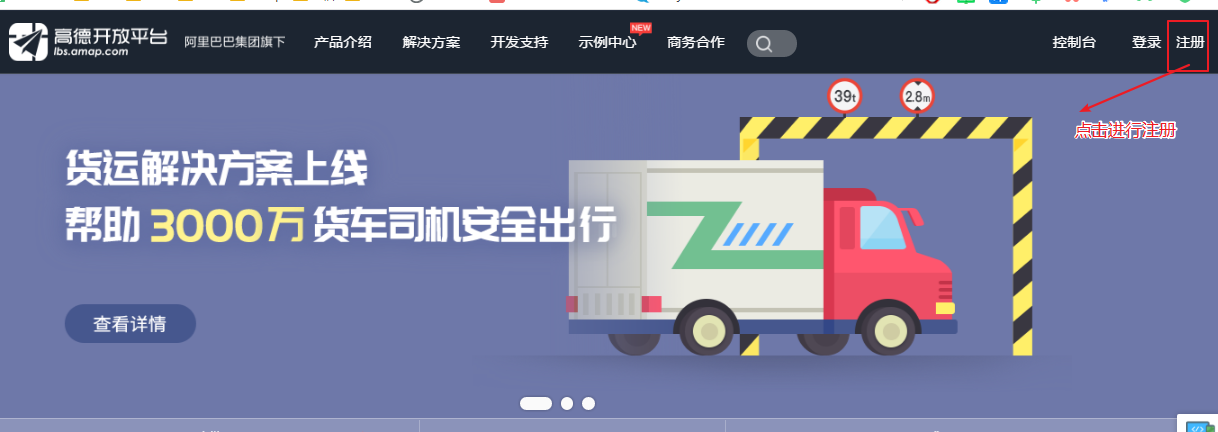 高德开放平台
lbs.amap.com
阿里巴巴集团旗下
产品介绍
解决方案
开发支持
示例中心
NEW
商务合作
控制台
登录
注册
点击进行注册
39t
2.8m
货运解决方案上线
帮助3000万货车司机安全出行
查看详情